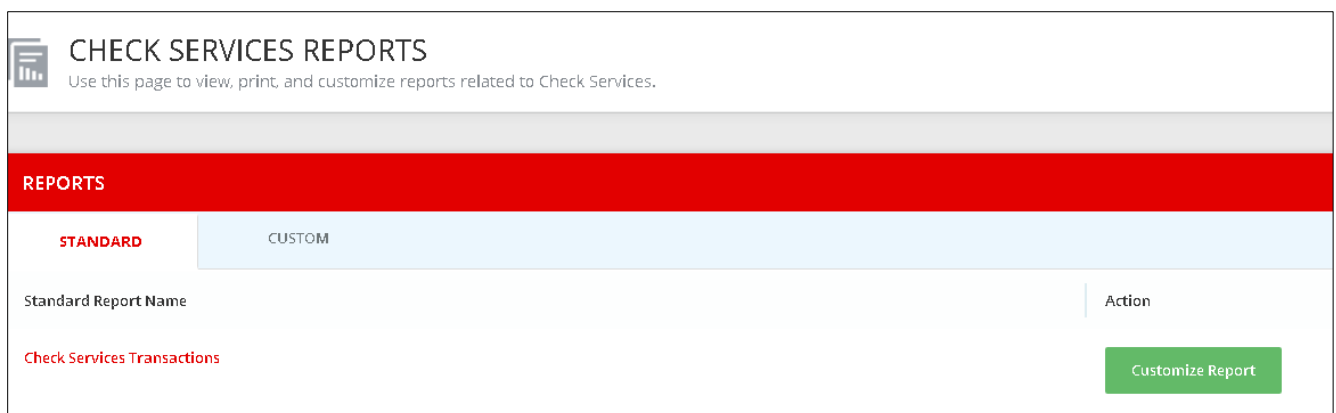 CHECK SERVICES REPORTS
Use this page to view, print, and customize reports related to Check Services.
REPORTS
STANDARD CUSTOM
Standard Report Name Action
Check Services Transactions Customize Report